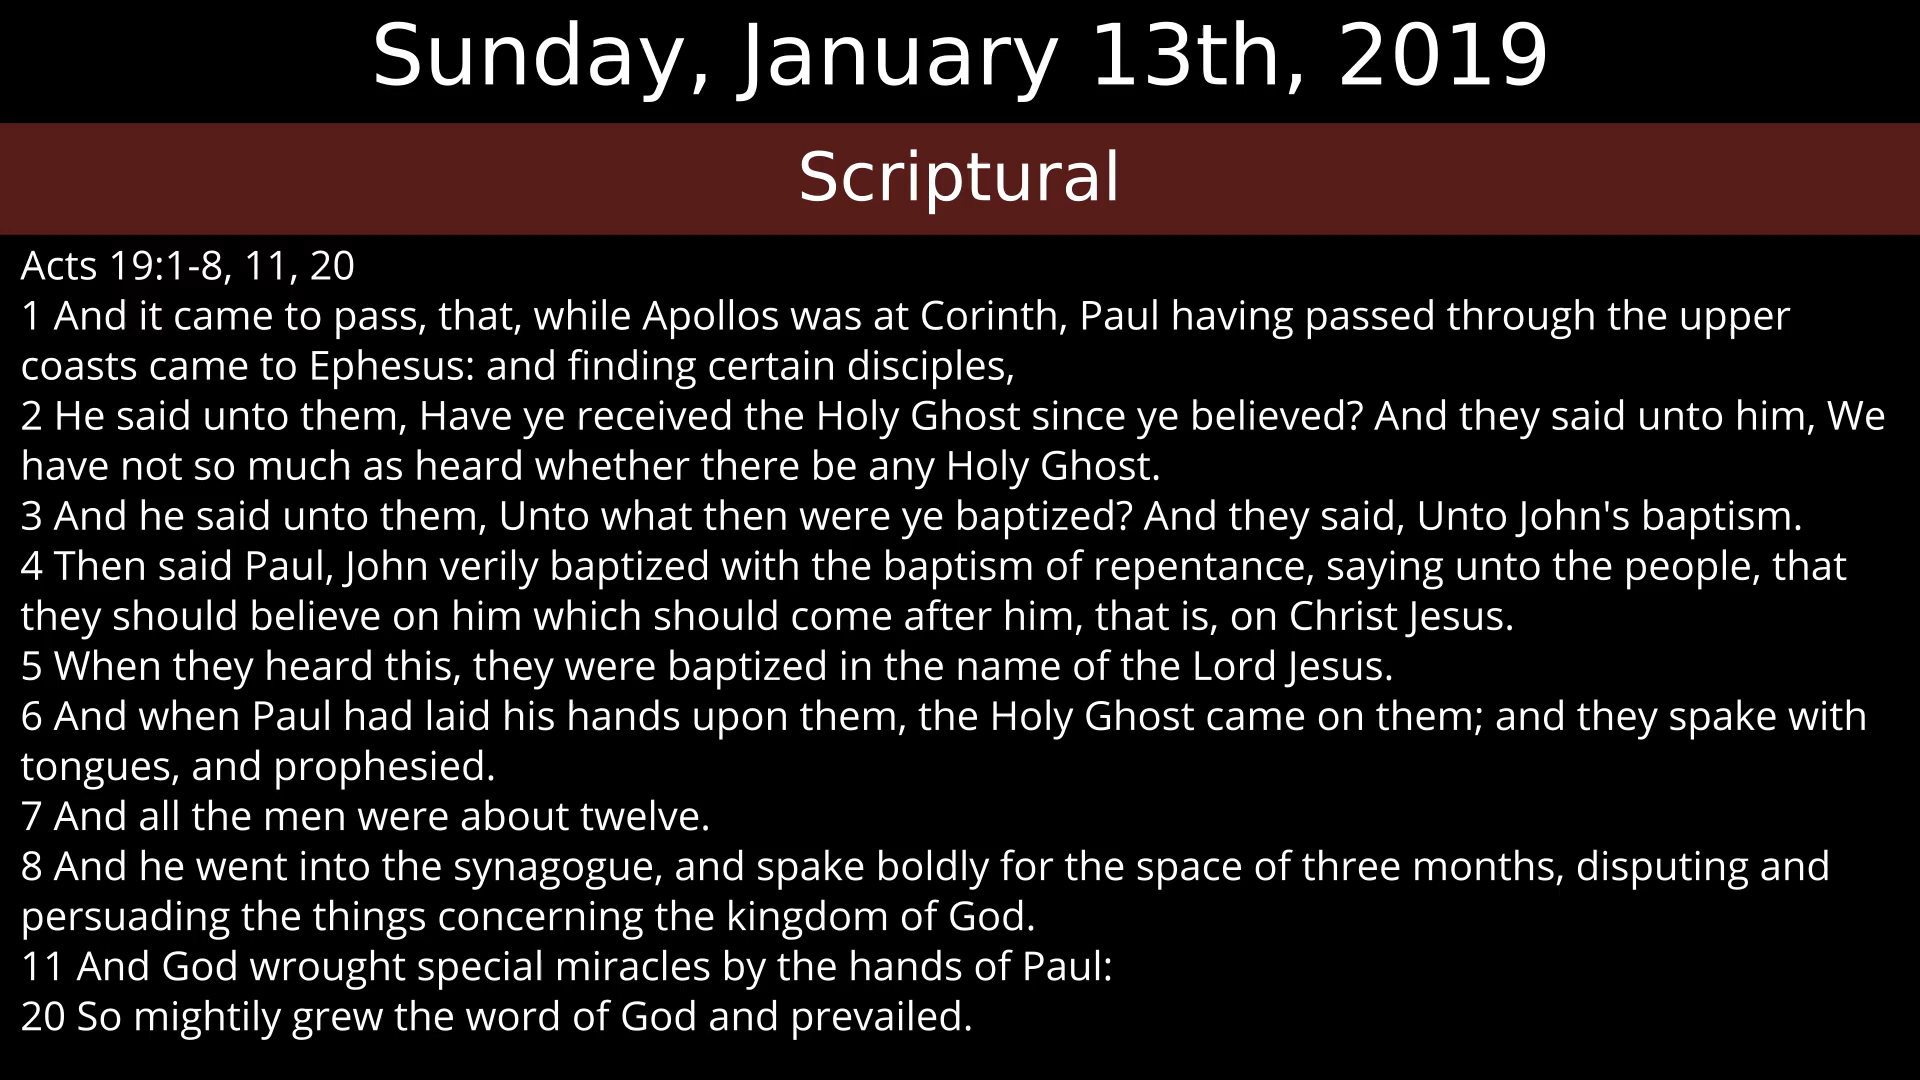 Sunday, January 13th, 2019
Scriptural
Acts 19:1-8, 11, 20
1 And it came to pass, that, while Apollos was at Corinth, Paul having passed through the upper
coasts came to Ephesus: and finding certain disciples,
2 He said unto them, Have ye received the Holy Ghost since ye believed? And they said unto him, We
have not so much as heard whether there be any Holy Ghost.
3 And he said unto them, Unto what then were ye baptized? And they said, Unto John's baptism.
4 Then said Paul, John verily baptized with the baptism of repentance, saying unto the people, that
they should believe on him which should come after him, that is, on Christ Jesus.
5 When they heard this, they were baptized in the name of the Lord Jesus.
6 And when Paul had laid his hands upon them, the Holy Ghost came on them; and they spake with
tongues, and prophesied.
7 And all the men were about twelve.
8 And he went into the synagogue, and spake boldly for the space of three months, disputing and
persuading the things concerning the kingdom of God.
11 And God wrought special miracles by the hands of Paul:
20 So mightily grew the word of God and prevailed.